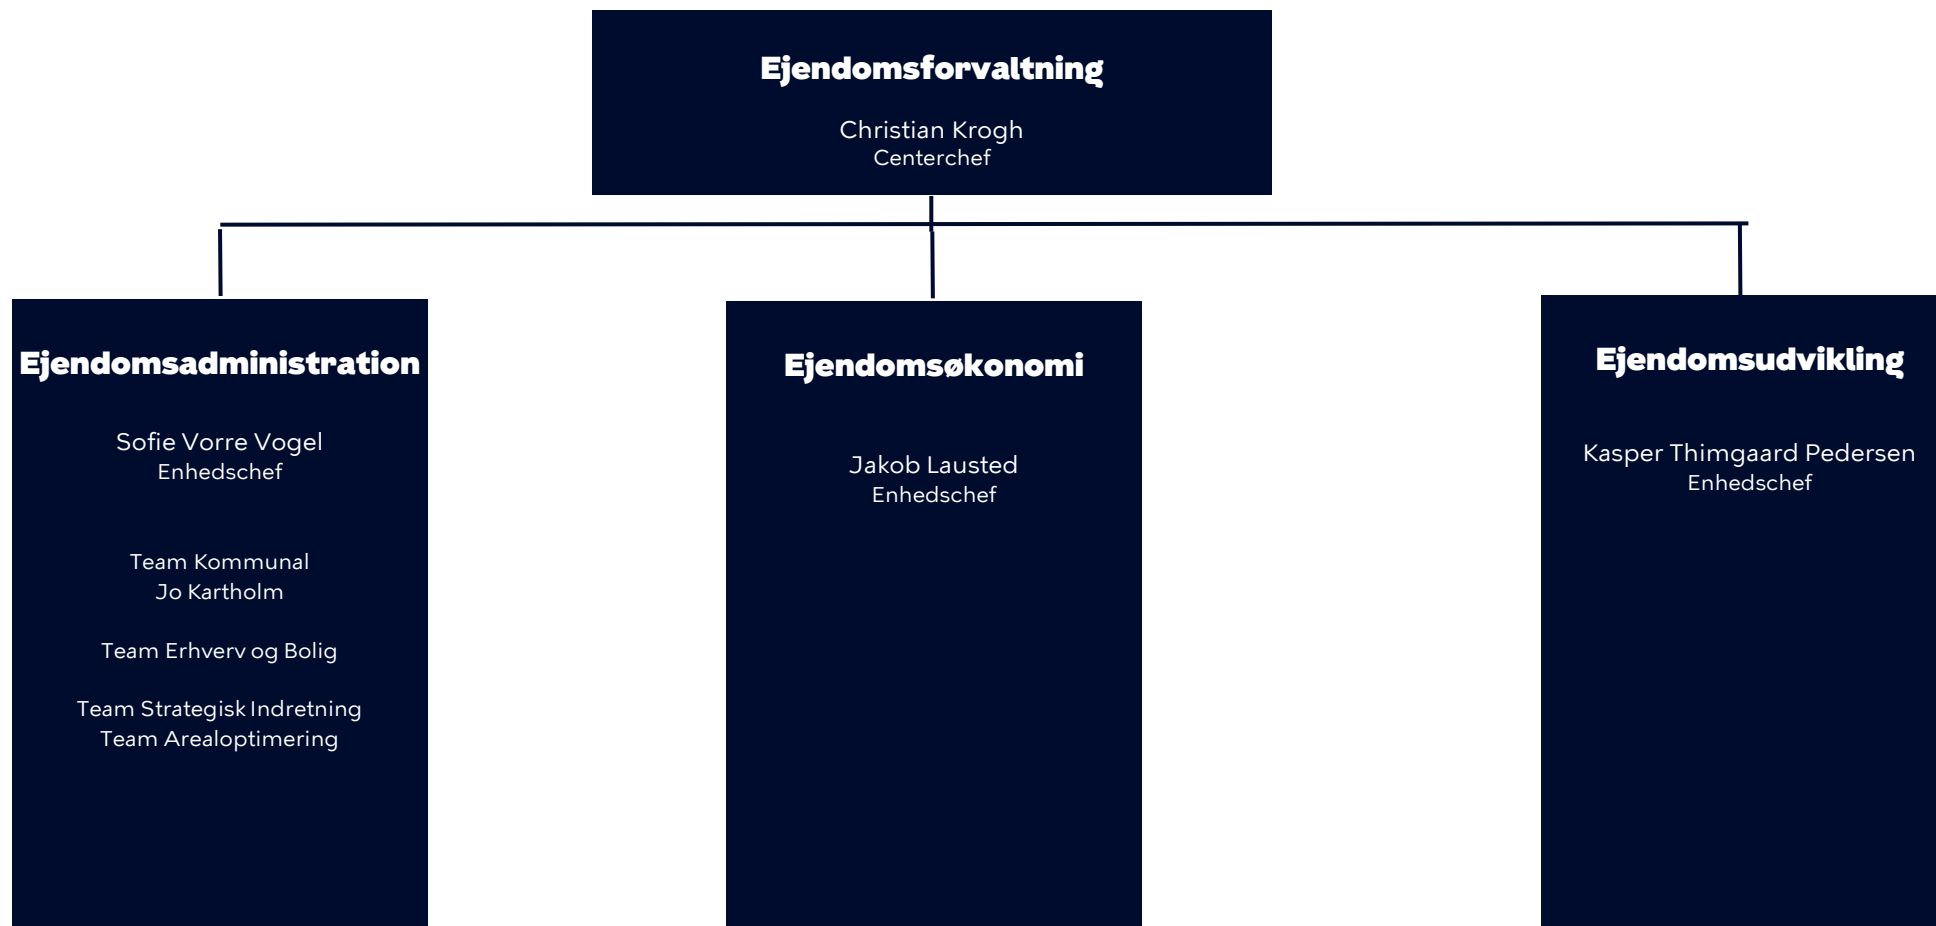 Ejendomsforvaltning
Christian Krogh
Centerchef
Ejendomsadministration
Sofie Vorre Vogel
Enhedschef
Team Kommunal
Jo Kartholm
Team Erhverv og Bolig
Team Strategisk Indretning
Team Arealoptimering
Ejendomsøkonomi
Jakob Lausted
Enhedschef
Ejendomsudvikling
Kasper Thimgaard Pedersen
Enhedschef